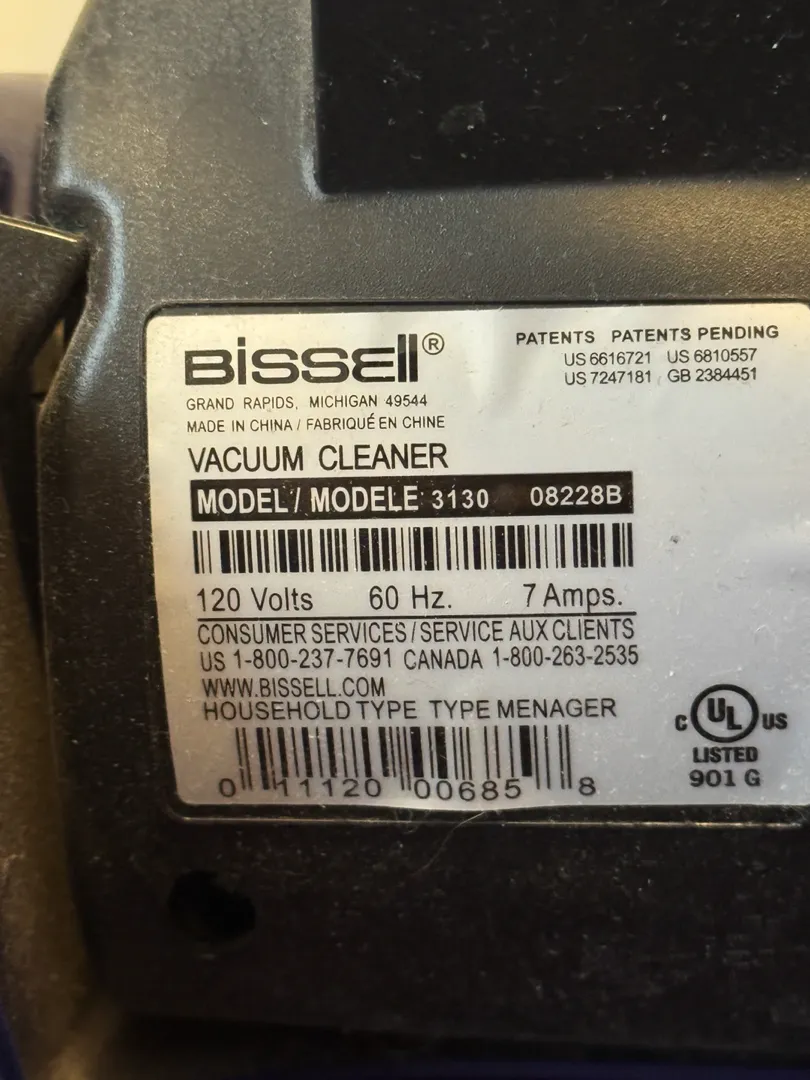 BISSELL®
GRAND RAPIDS, MICHIGAN 49544
MADE IN CHINA / FABRIQUÉ EN CHINE
PATENTS PATENTS PENDING
US 6616721 US 6810557
US 7247181 GB 2384451
VACUUM CLEANER
MODEL / MODELE 3130 08228B
120 Volts 60 Hz. 7 Amps.
CONSUMER SERVICES / SERVICE AUX CLIENTS
US 1-800-237-7691 CANADA 1-800-263-2535
WWW.BISSELL.COM
HOUSEHOLD TYPE TYPE MENAGER
0 11120 00685 8
C UL US
LISTED
901 G